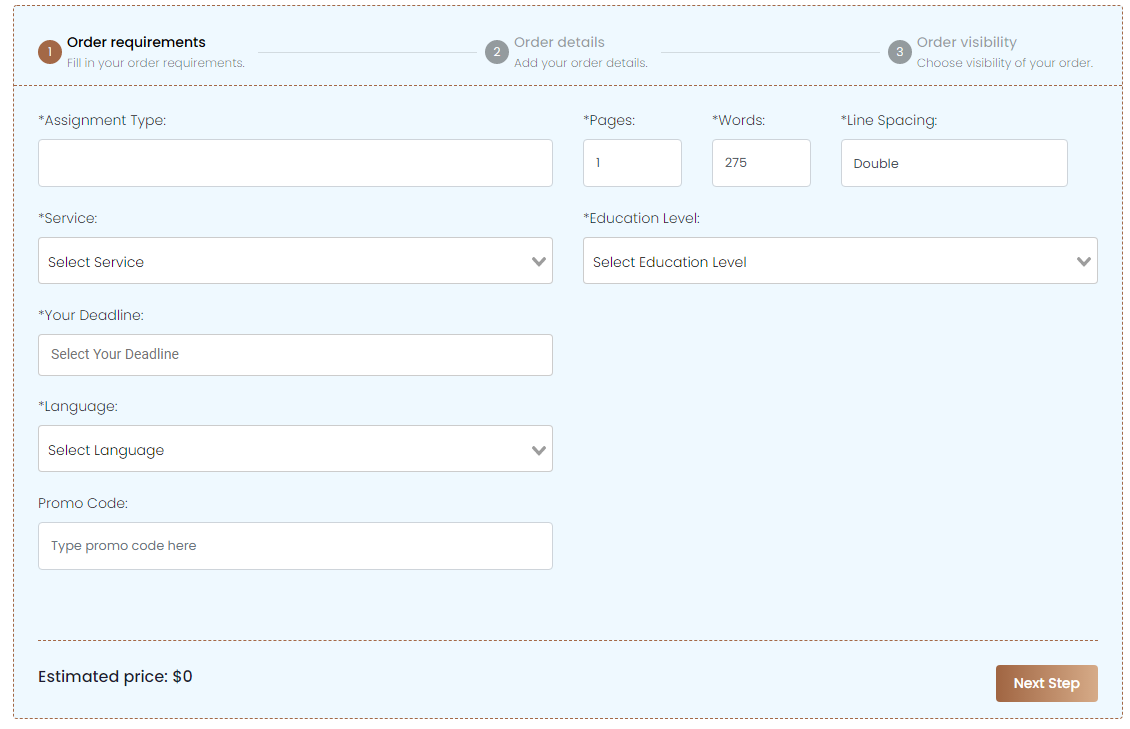 1 Order requirements
Fill in your order requirements.
2 Order details
Add your order details.
3 Order visibility
Choose visibility of your order.
*Assignment Type:
*Pages:
1
*Words:
275
*Line Spacing:
Double
*Service:
Select Service
*Education Level:
Select Education Level
*Your Deadline:
Select Your Deadline
*Language:
Select Language
Promo Code:
Type promo code here
Estimated price: $0
Next Step